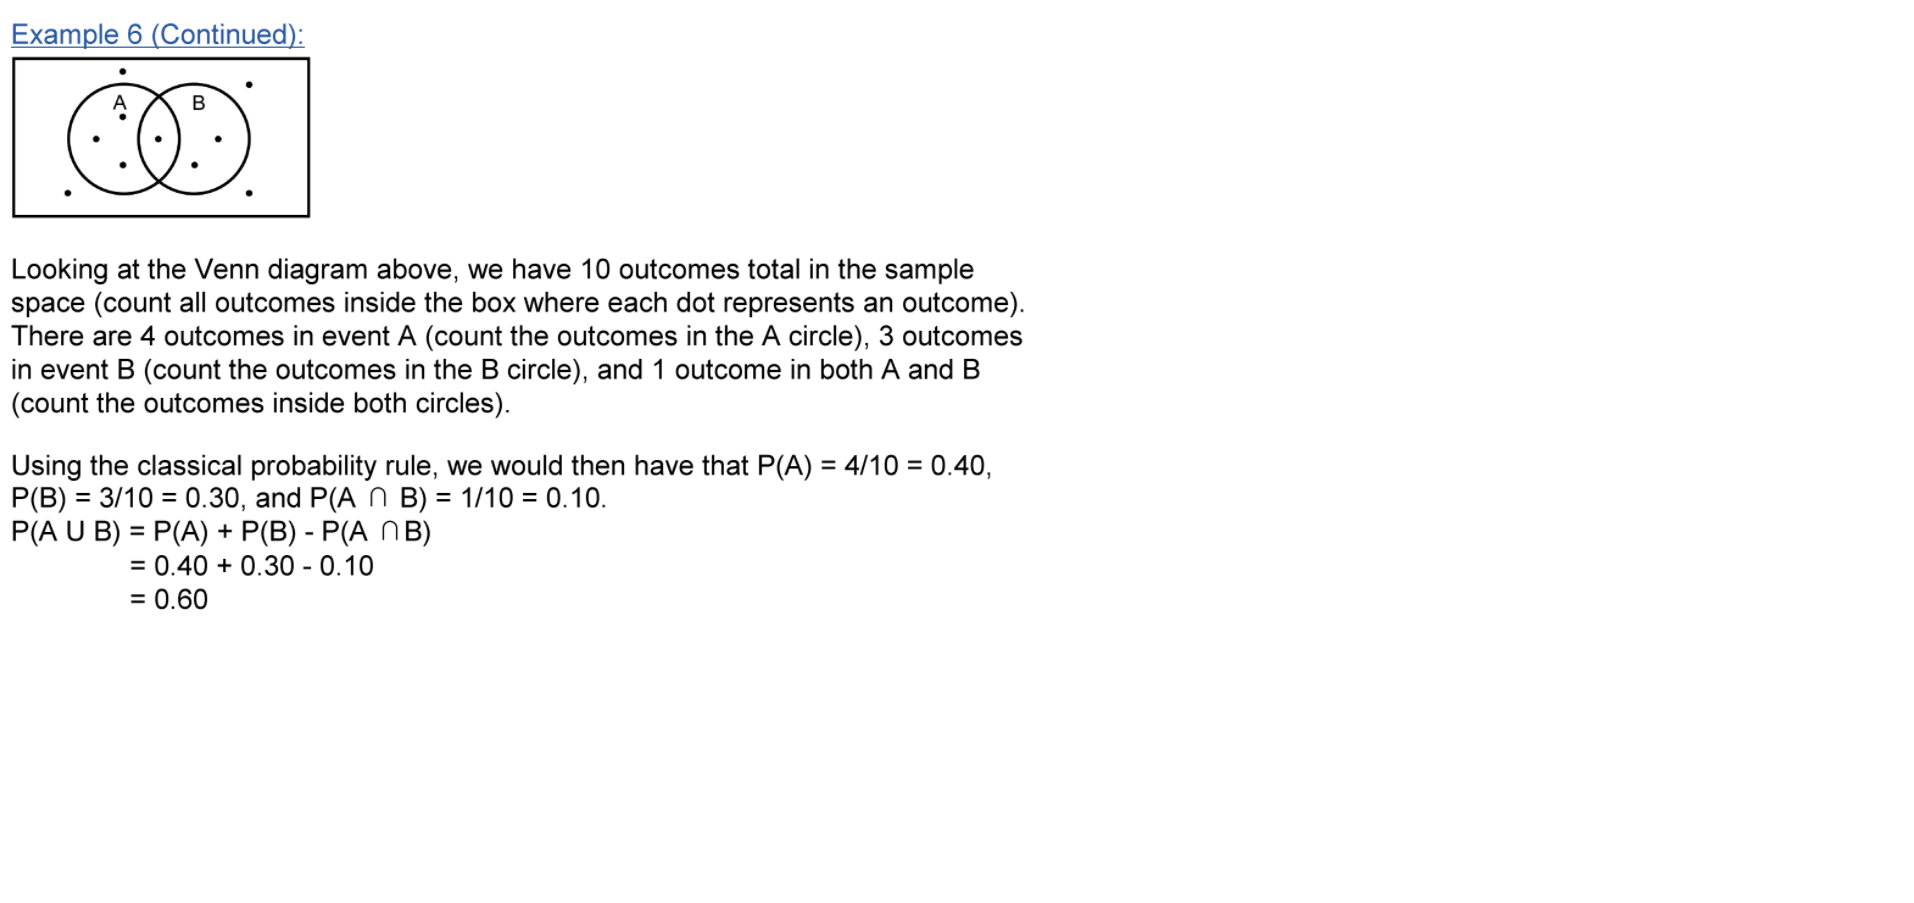 Example 6 (Continued):
A B
Looking at the Venn diagram above, we have 10 outcomes total in the sample
space (count all outcomes inside the box where each dot represents an outcome).
There are 4 outcomes in event A (count the outcomes in the A circle), 3 outcomes
in event B (count the outcomes in the B circle), and 1 outcome in both A and B
(count the outcomes inside both circles).
Using the classical probability rule, we would then have that P(A) = 4/10 = 0.40,
P(B) = 3/10 = 0.30, and P(A ∩ B) = 1/10 = 0.10.
P(A U B) = P(A) + P(B) - P(A ∩ B)
= 0.40 + 0.30 - 0.10
= 0.60